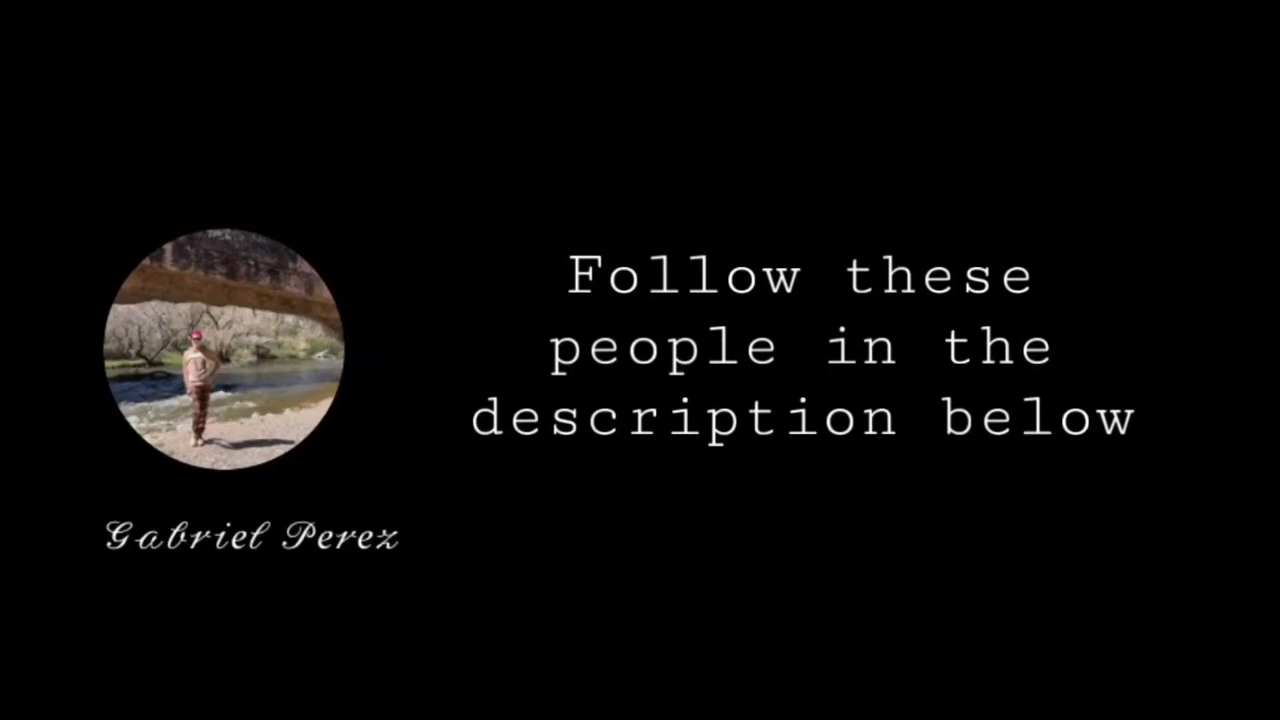 Follow these
people in the
description below
Gabriel Perez